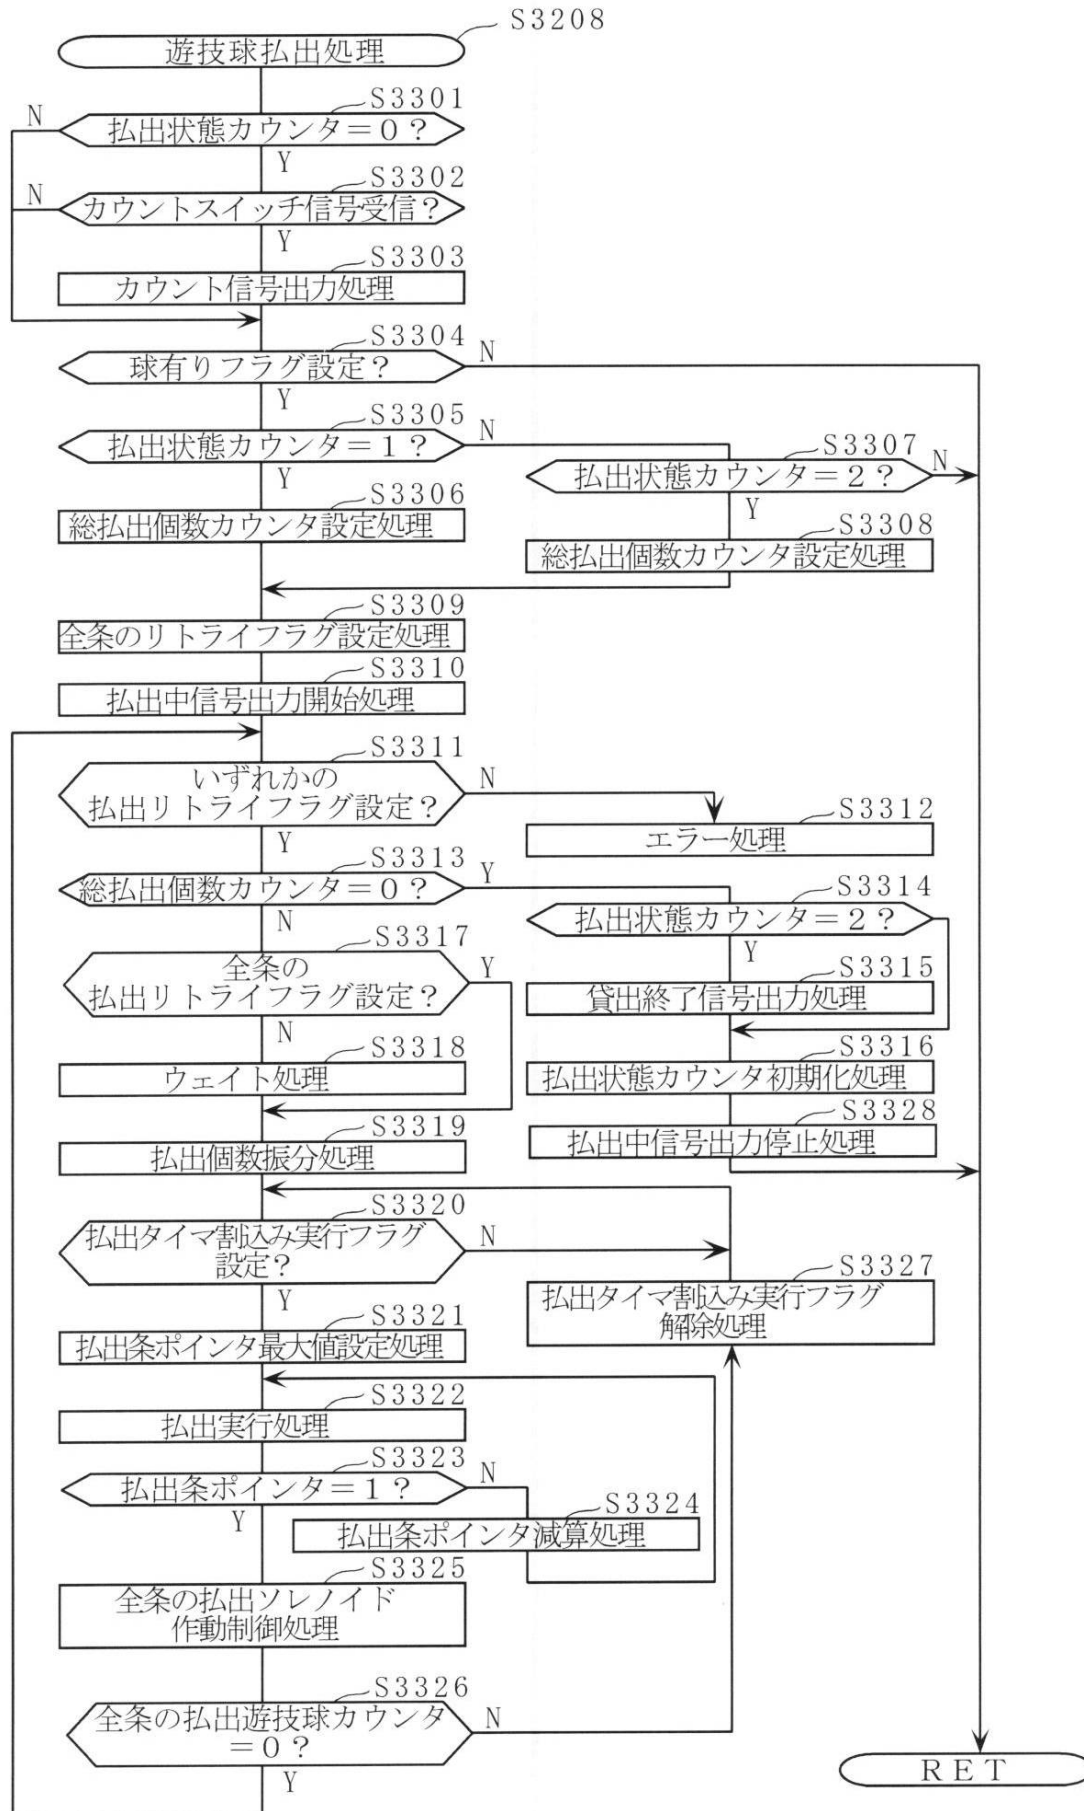 S3208
遊技球払出処理
S3301
N
払出状態カウンタ＝０？
Y
S3302
N
カウントスイッチ信号受信？
Y
S3303
カウント信号出力処理
S3304
球有りフラグ設定？
N
Y
S3305
払出状態カウンタ＝１？
N
Y
S3307
払出状態カウンタ＝２？
N
Y
S3306
総払出個数カウンタ設定処理
S3308
総払出個数カウンタ設定処理
S3309
全条のリトライフラグ設定処理
S3310
払出中信号出力開始処理
S3311
いずれかの
払出リトライフラグ設定？
N
Y
S3312
エラー処理
S3313
総払出個数カウンタ＝０？
Y
N
S3314
払出状態カウンタ＝２？
Y
S3315
貸出終了信号出力処理
S3316
払出状態カウンタ初期化処理
S3328
払出中信号出力停止処理
S3317
全条の
払出リトライフラグ設定？
Y
N
S3318
ウェイト処理
S3319
払出個数振分処理
S3320
払出タイマ割込み実行フラグ
設定？
N
Y
S3327
払出タイマ割込み実行フラグ
解除処理
S3321
払出条ポインタ最大値設定処理
S3322
払出実行処理
S3323
払出条ポインタ＝１？
N
Y
S3324
払出条ポインタ減算処理
S3325
全条の払出ソレノイド
作動制御処理
S3326
全条の払出遊技球カウンタ
＝０？
N
Y
RET